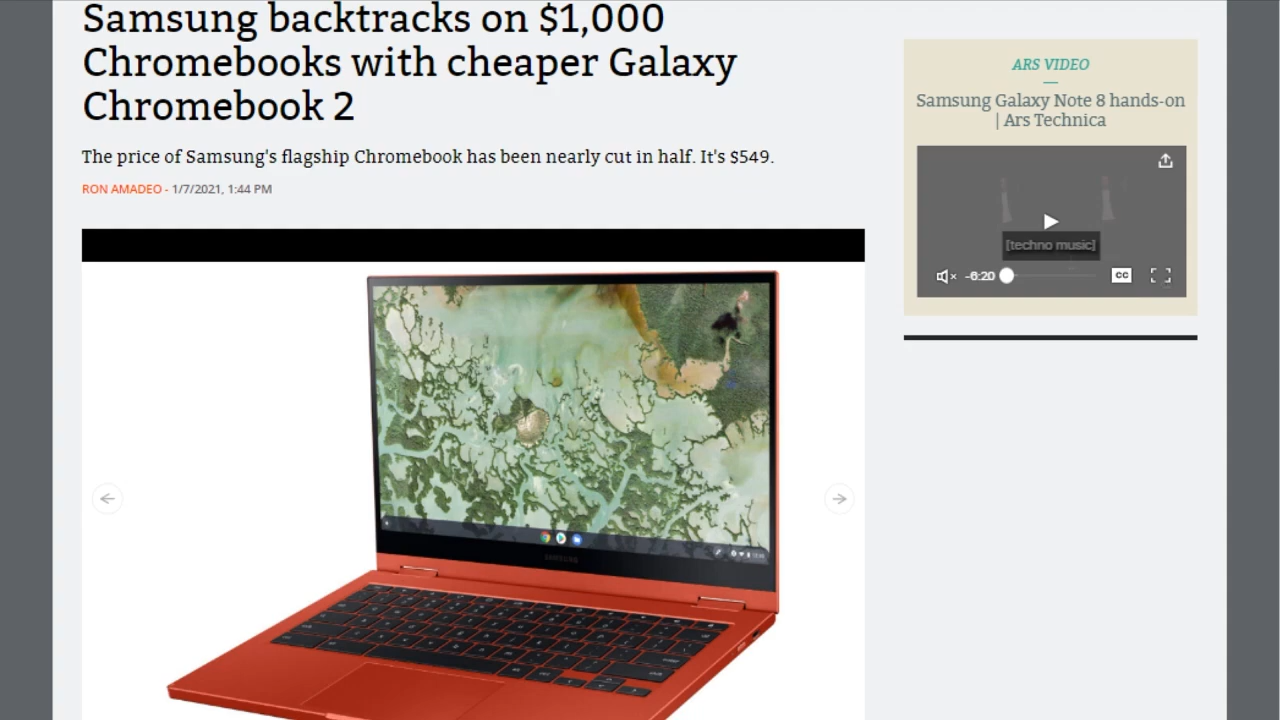 Samsung backtracks on $1,000
Chromebooks with cheaper Galaxy
Chromebook 2
The price of Samsung's flagship Chromebook has been nearly cut in half. It's $549.
RON AMADEO - 1/7/2021, 1:44 PM
ARS VIDEO
Samsung Galaxy Note 8 hands-on
| Ars Technica
[techno music]
-6:20
CC
SAMSUNG